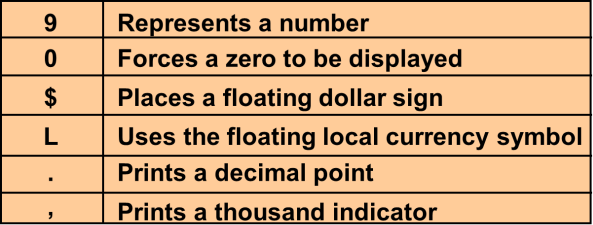 9 Represents a number
0 Forces a zero to be displayed
$ Places a floating dollar sign
L Uses the floating local currency symbol
. Prints a decimal point
, Prints a thousand indicator